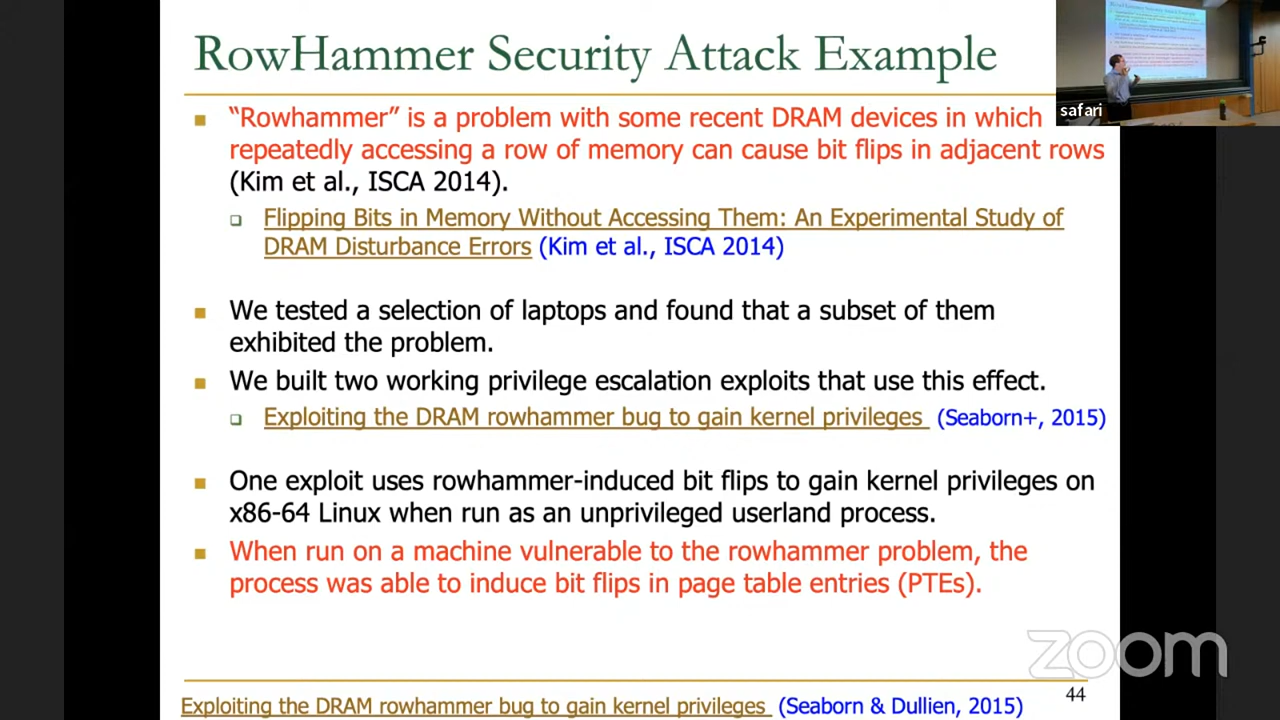 RowHammer Security Attack Example
safari
“Rowhammer” is a problem with some recent DRAM devices in which
repeatedly accessing a row of memory can cause bit flips in adjacent rows
(Kim et al., ISCA 2014).
Flipping Bits in Memory Without Accessing Them: An Experimental Study of
DRAM Disturbance Errors (Kim et al., ISCA 2014)
We tested a selection of laptops and found that a subset of them
exhibited the problem.
We built two working privilege escalation exploits that use this effect.
Exploiting the DRAM rowhammer bug to gain kernel privileges (Seaborn+, 2015)
One exploit uses rowhammer-induced bit flips to gain kernel privileges on
x86-64 Linux when run as an unprivileged userland process.
When run on a machine vulnerable to the rowhammer problem, the
process was able to induce bit flips in page table entries (PTEs).
zoom
44
Exploiting the DRAM rowhammer bug to gain kernel privileges (Seaborn & Dullien, 2015)